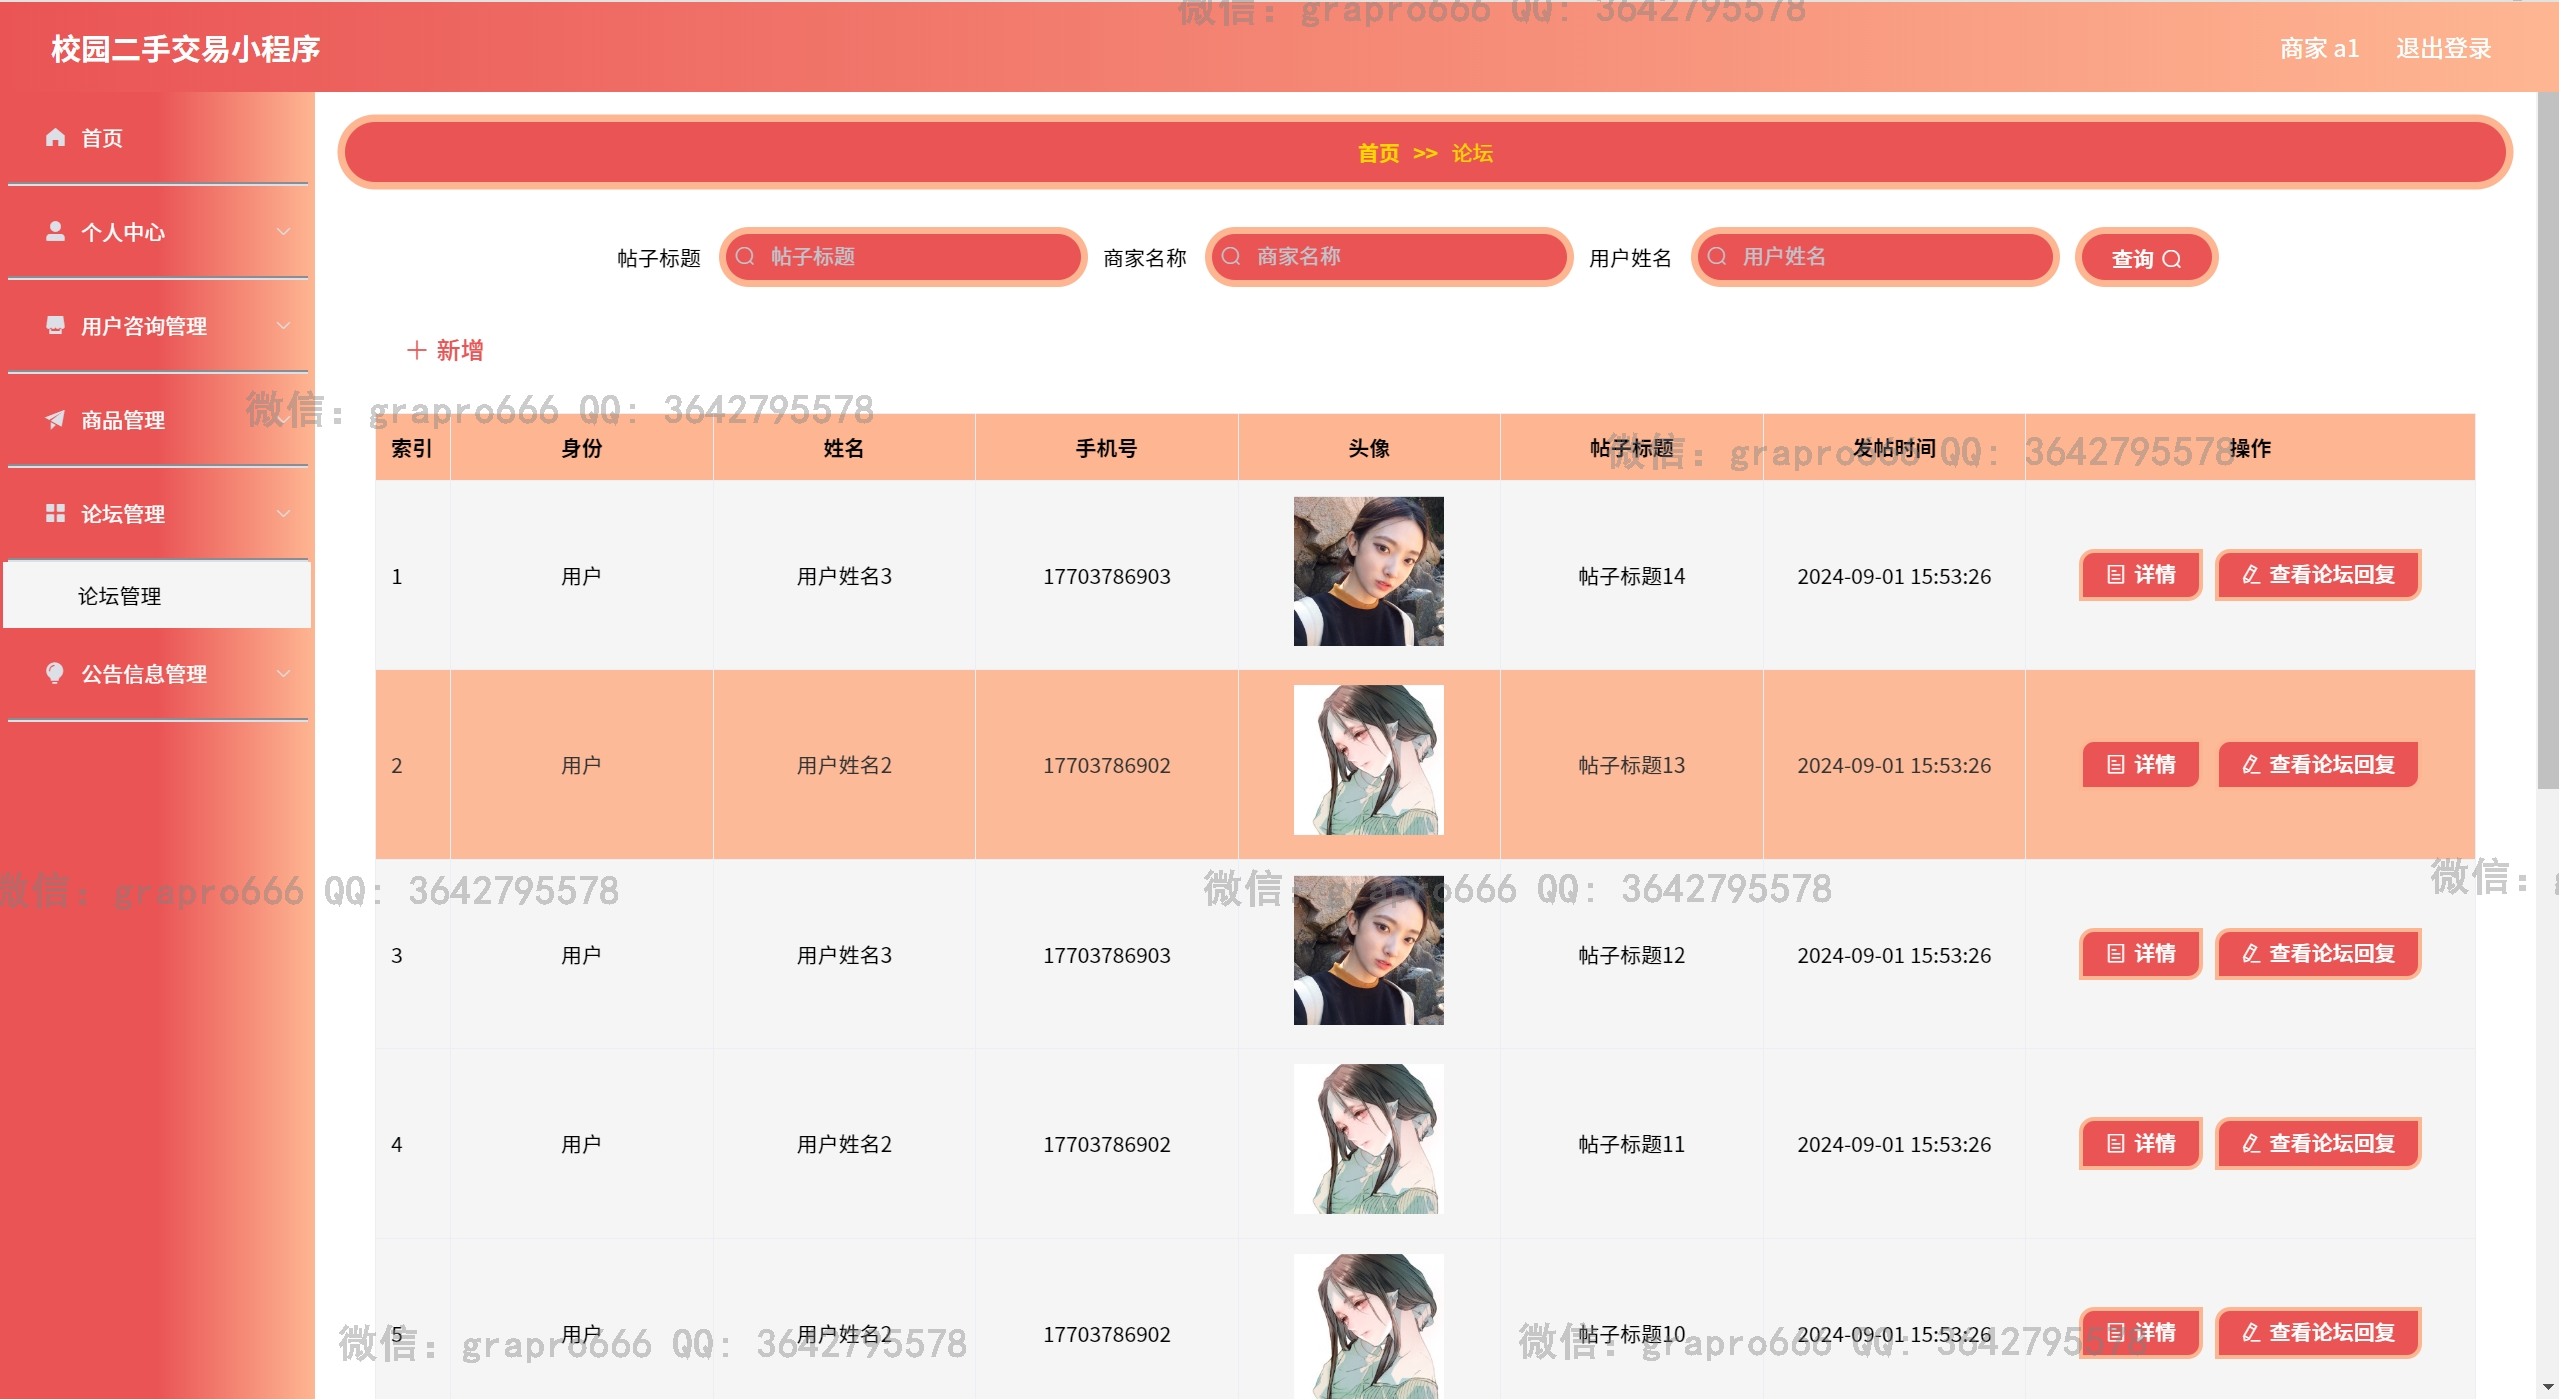 微信: grapro666 QQ: 3642795578
校园二手交易小程序
商家 a1 退出登录
首页
个人中心
用户咨询管理
商品管理
论坛管理
论坛管理
公告信息管理
首页 >> 论坛
帖子标题 帖子标题 商家名称 商家名称 用户姓名 用户姓名 查询
新增
微信: grapro666 QQ: 3642795578
微信: grapro666 QQ: 3642795578
索引 身份 姓名 手机号 头像 帖子标题 发帖时间 操作
1 用户 用户姓名3 17703786903 帖子标题14 2024-09-01 15:53:26 详情 查看论坛回复
2 用户 用户姓名2 17703786902 帖子标题13 2024-09-01 15:53:26 详情 查看论坛回复
微信: grapro666 QQ: 3642795578
微信: grapro666 QQ: 3642795578
微信: g
3 用户 用户姓名3 17703786903 帖子标题12 2024-09-01 15:53:26 详情 查看论坛回复
4 用户 用户姓名2 17703786902 帖子标题11 2024-09-01 15:53:26 详情 查看论坛回复
5 用户 用户姓名2 17703786902 帖子标题10 2024-09-01 15:53:26 详情 查看论坛回复
微信: grapro666 QQ: 3642795578
微信: grapro666 QQ: 3642795578